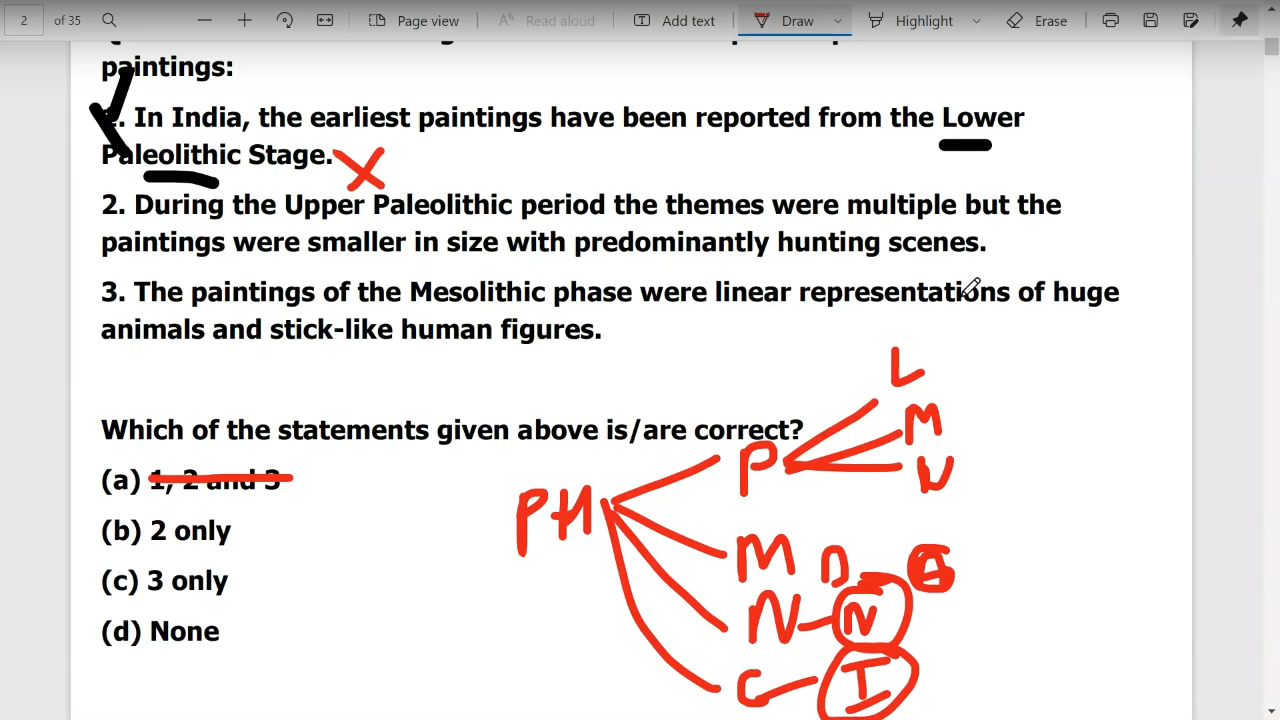 2 of 35 Page view Read aloud Add text Draw Highlight Erase
paintings:
1. In India, the earliest paintings have been reported from the Lower
Paleolithic Stage.
2. During the Upper Paleolithic period the themes were multiple but the
paintings were smaller in size with predominantly hunting scenes.
3. The paintings of the Mesolithic phase were linear representations of huge
animals and stick-like human figures.
L
Which of the statements given above is/are correct?
M
P
(a) 1, 2 and 3
U
PH
(b) 2 only
M
(c) 3 only
N
N
(d) None
C
I